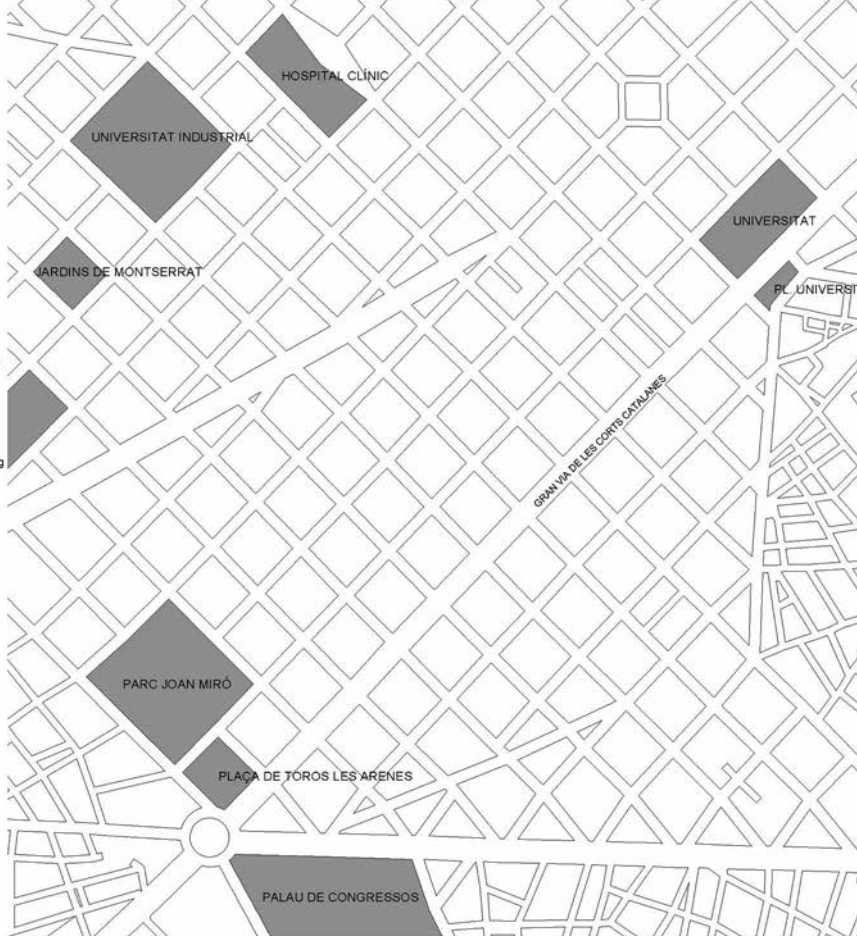 HOSPITAL CLÍNIC
UNIVERSITAT INDUSTRIAL
UNIVERSITAT
JARDINS DE MONTSERRAT
PL. UNIVERSIT
GRAN VIA DE LES CORTS CATALANES
g
PARC JOAN MIRÓ
PLAÇA DE TOROS LES ARENES
PALAU DE CONGRESSOS